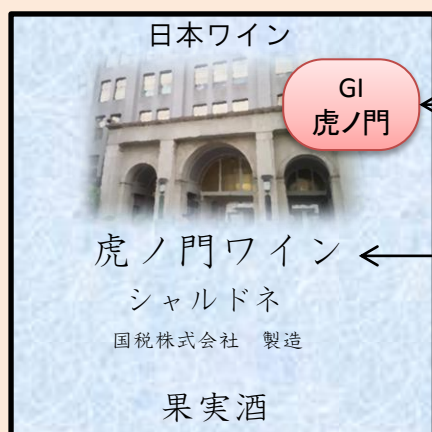 日本ワイン
GI
虎ノ門
虎ノ門ワイン
シャルドネ
国税株式会社　製造
果実酒